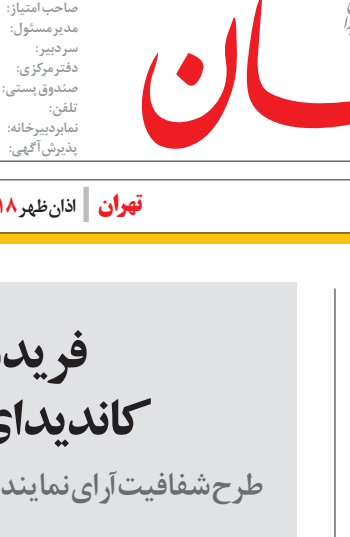 صاحب امتیاز:
مدیرمسئول:
سردبیر:
دفترمرکزی:
صندوق پستی:
تلفن:
نمابردبیرخانه:
پذیرش‌آگهی:
تهران | اذان ظهر ۱۸
کاندیدای
طرح شفافیت آرای نمایند